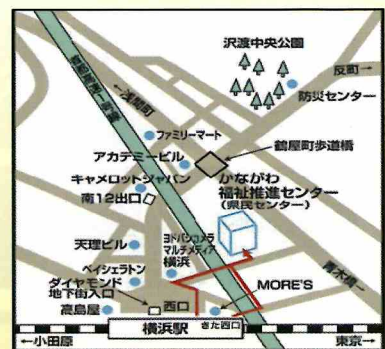 沢渡中央公園
反町→
防災センター
←浅間町
ファミリーマート
鶴屋町歩道橋
アカデミービル
キャメロットジャパン
南12出口
かながわ
福祉推進センター
(県民センター)
天理ビル
ヨドバシカメラ
マルチメディア
横浜
ベイシェラトン
ダイヤモンド
地下街入口
高島屋
西口
MORE'S
きた西口
青木橋→
横浜駅
←小田原
東京→